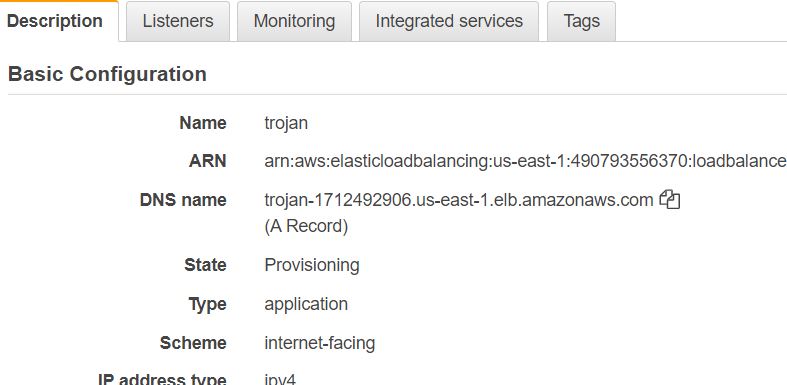 Description Listeners Monitoring Integrated services Tags
Basic Configuration
Name trojan
ARN arn:aws:elasticloadbalancing:us-east-1:490793556370:loadbalance
DNS name trojan-1712492906.us-east-1.elb.amazonaws.com
(A Record)
State Provisioning
Type application
Scheme internet-facing
IP address type ipv4